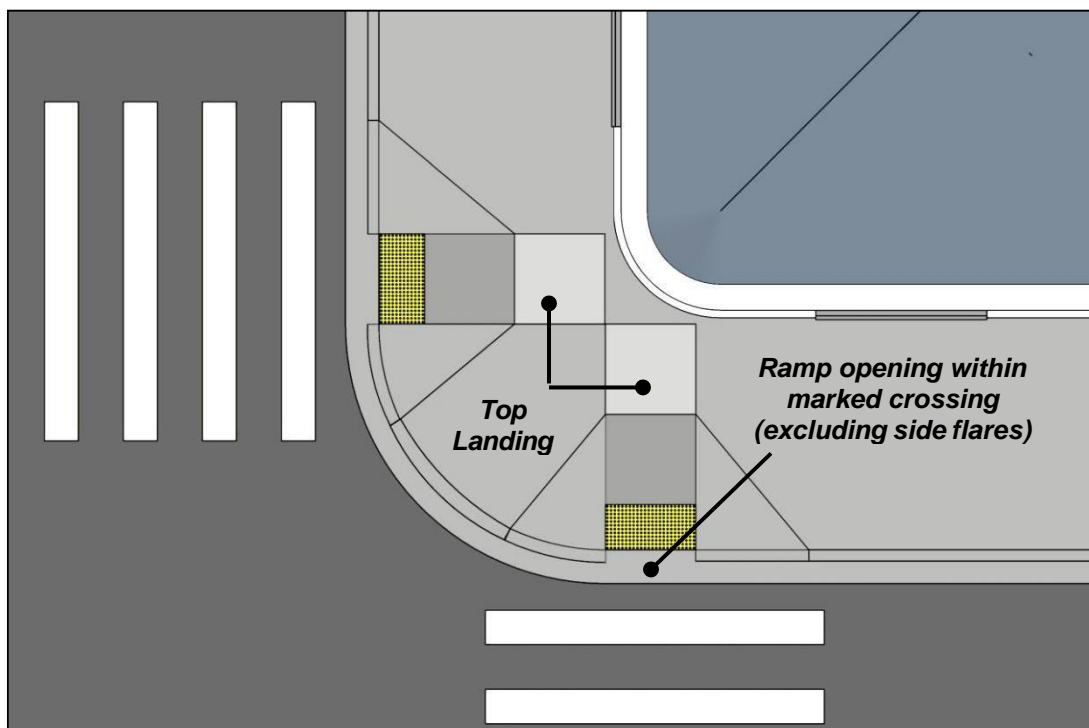 Top
Landing
Ramp opening within
marked crossing
(excluding side flares)